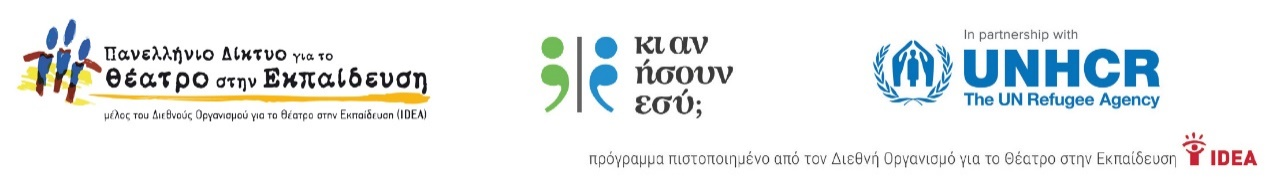 Πανελλήνιο Δίκτυο για το
Θέατρο στην Εκπαίδευση
μέλος του Διεθνούς Οργανισμού για το Θέατρο στην Εκπαίδευση (IDEA)
κι αν
ήσουν
εσύ;
In partnership with
UNHCR
The UN Refugee Agency
πρόγραμμα πιστοποιημένο από τον Διεθνή Οργανισμό για το Θέατρο στην Εκπαίδευση IDEA